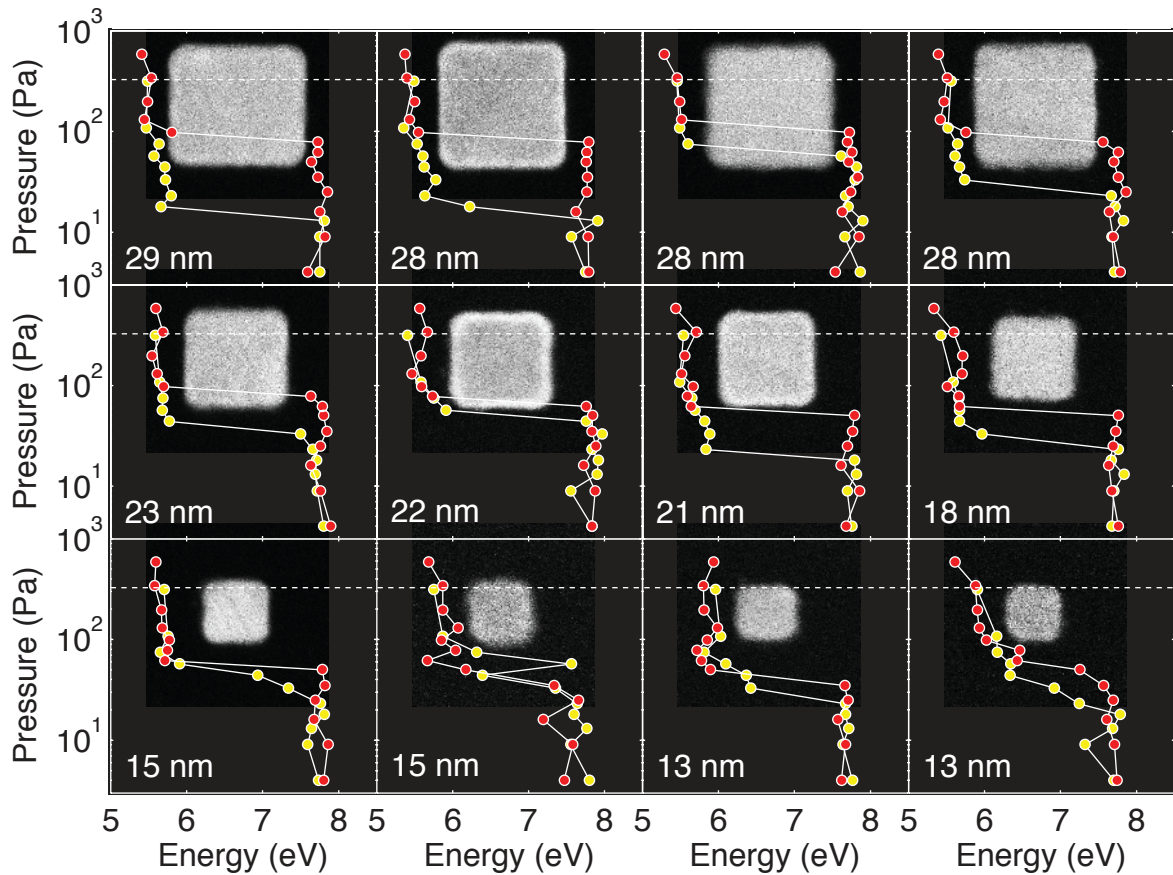 10³
Pressure (Pa)
10²
10¹
29 nm
28 nm
28 nm
28 nm
10³
Pressure (Pa)
10²
10¹
23 nm
22 nm
21 nm
18 nm
10³
Pressure (Pa)
10²
10¹
15 nm
15 nm
13 nm
13 nm
5 6 7 8 5 6 7 8 5 6 7 8 5 6 7 8
Energy (eV) Energy (eV) Energy (eV) Energy (eV)